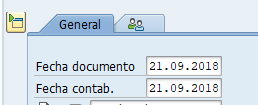 General
Fecha documento 21.09.2018
Fecha contab. 21.09.2018